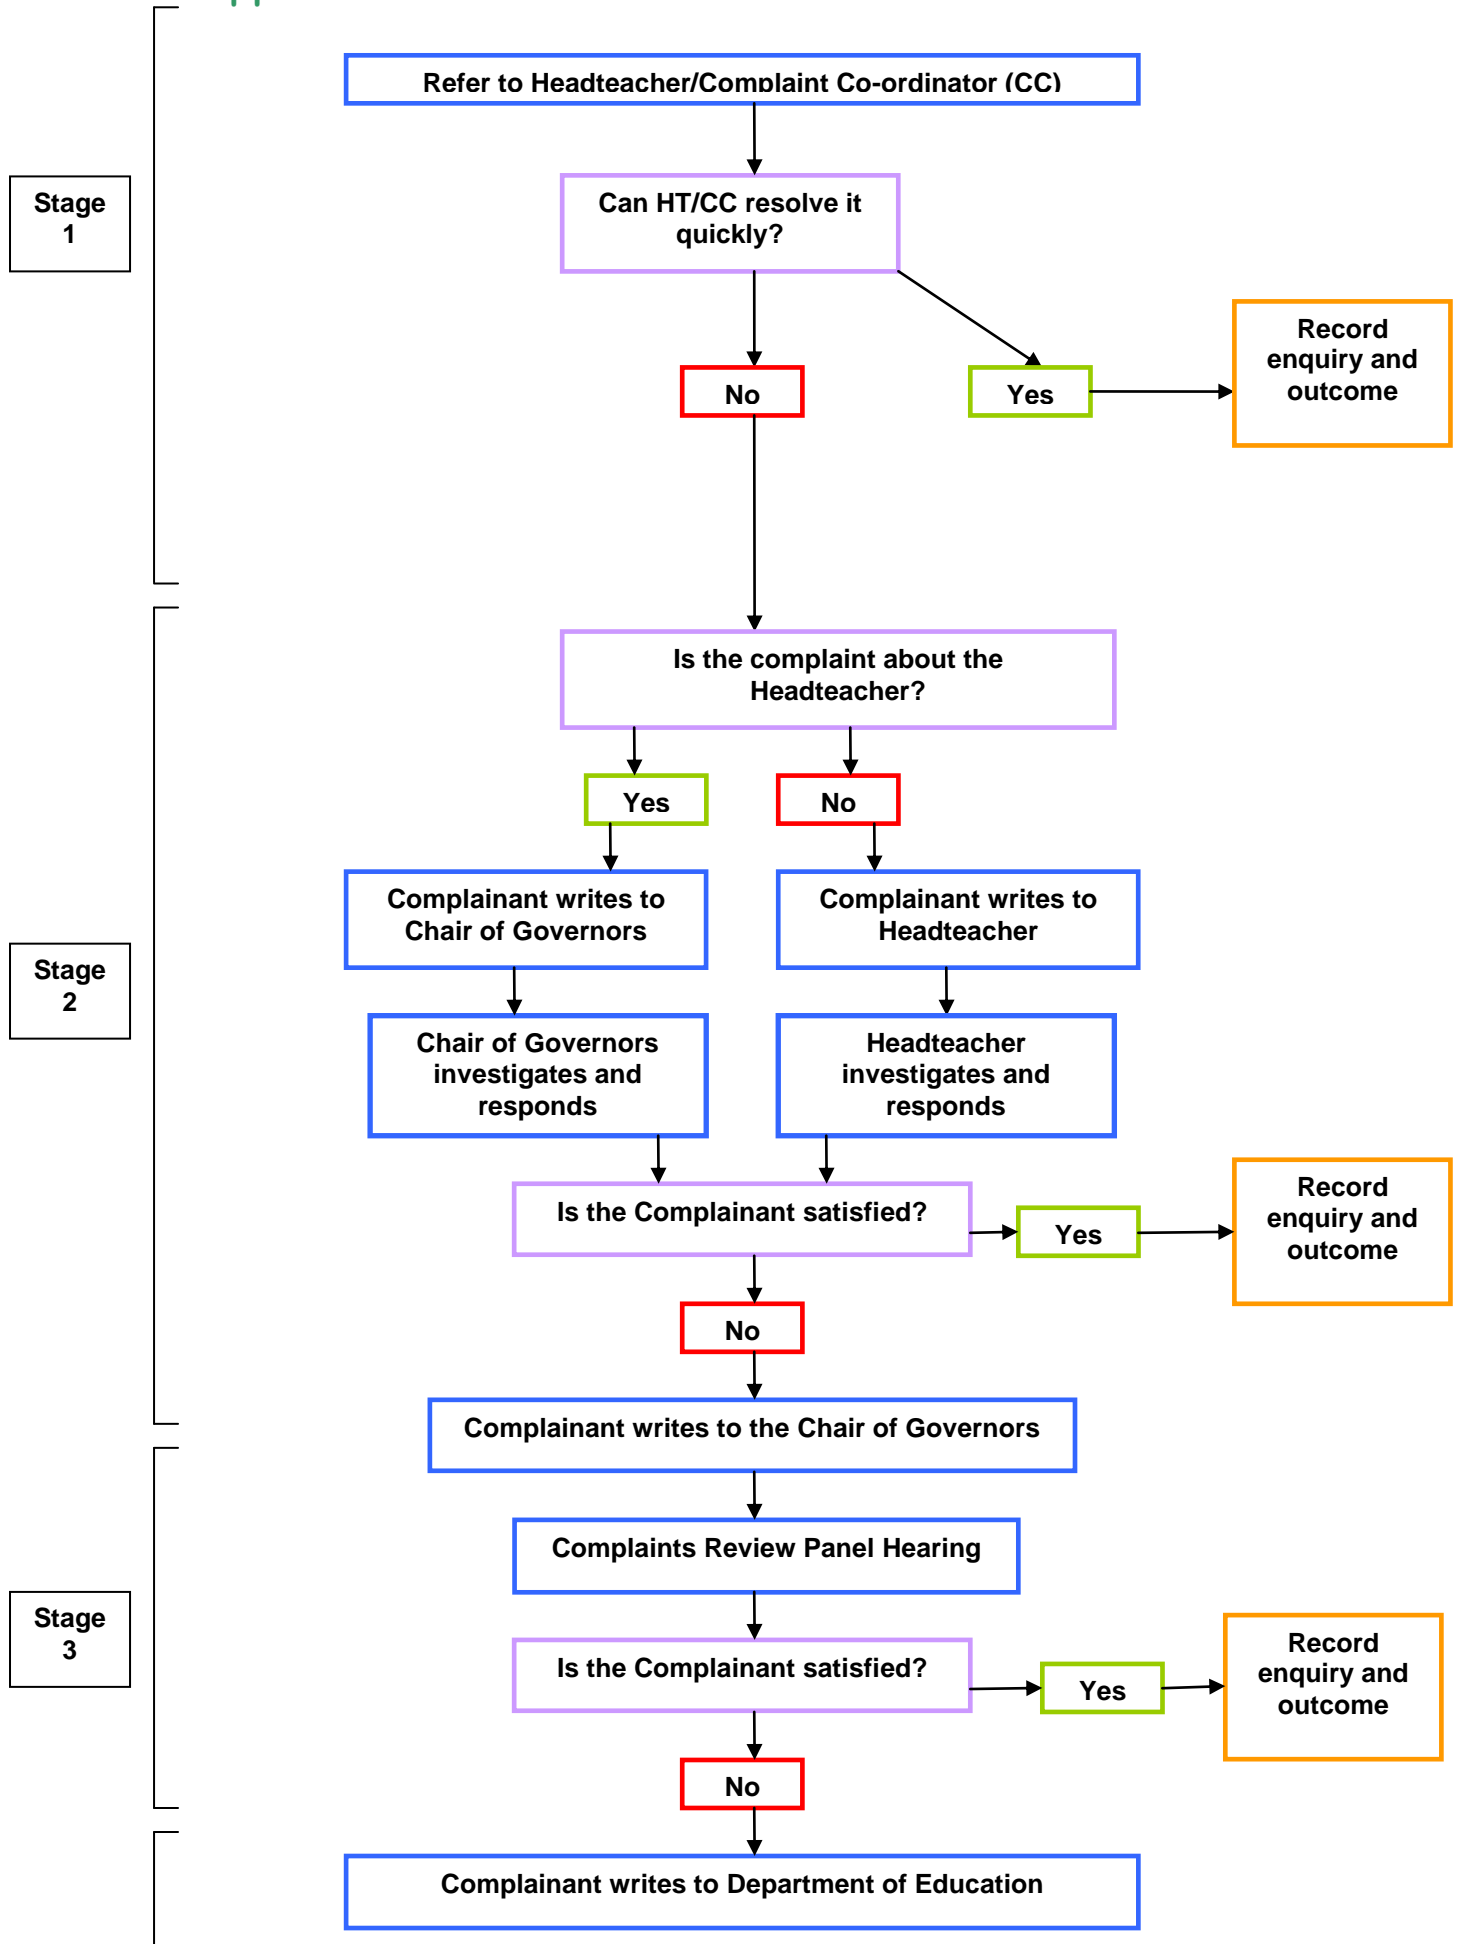 Refer to Headteacher/Complaint Co-ordinator (CC)
Stage
1
Can HT/CC resolve it
quickly?
No
Yes
Record
enquiry and
outcome
Is the complaint about the
Headteacher?
Yes
No
Complainant writes to
Chair of Governors
Complainant writes to
Headteacher
Stage
2
Chair of Governors
investigates and
responds
Headteacher
investigates and
responds
Is the Complainant satisfied?
Yes
Record
enquiry and
outcome
No
Complainant writes to the Chair of Governors
Complaints Review Panel Hearing
Stage
3
Is the Complainant satisfied?
Yes
Record
enquiry and
outcome
No
Complainant writes to Department of Education